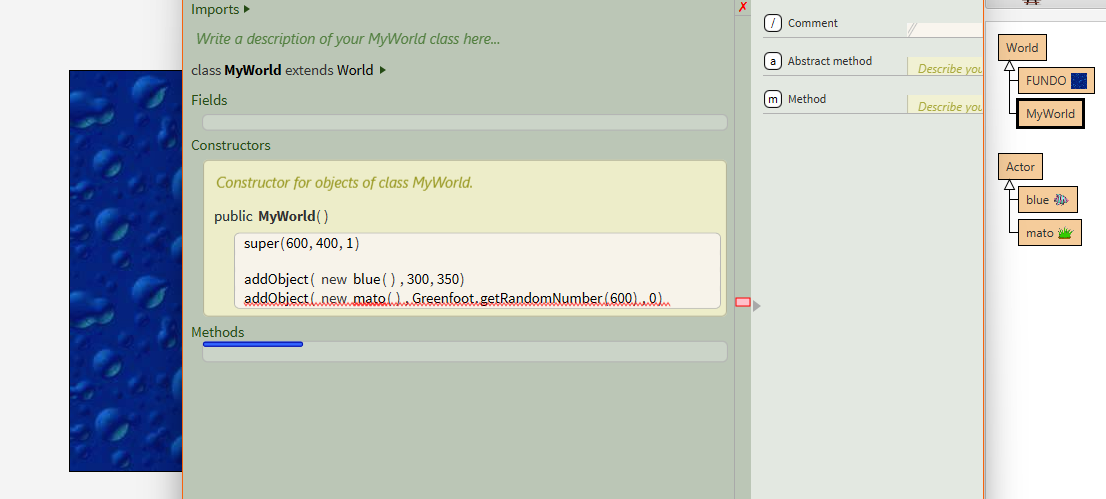 Imports
Write a description of your MyWorld class here...
class MyWorld extends World
Fields
Constructors
Constructor for objects of class MyWorld.
public MyWorld()
super(600,400,1)
addObject( new blue() ,300,350)
addObject( new mato() ,Greenfoot.getRandomNumber(600) ,0)
Methods
/ Comment
a Abstract method
Describe you
m Method
Describe you
World
FUNDO
MyWorld
Actor
blue
mato